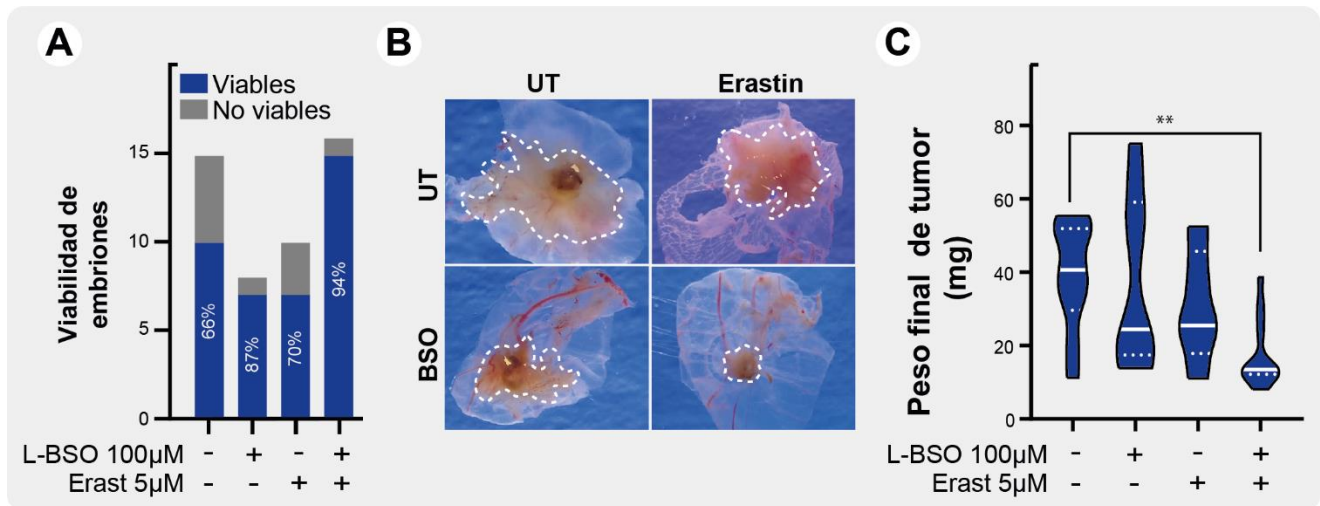 A
Viabilidad de
embriones
Viables
No viables
15
10
5
0
66%
87%
70%
94%
L-BSO 100µM - + - +
Erast 5µM - - + +
B
UT Erastin
UT
BSO
C
Peso final de tumor
(mg)
**
80
60
40
20
0
L-BSO 100µM - + - +
Erast 5µM - - + +